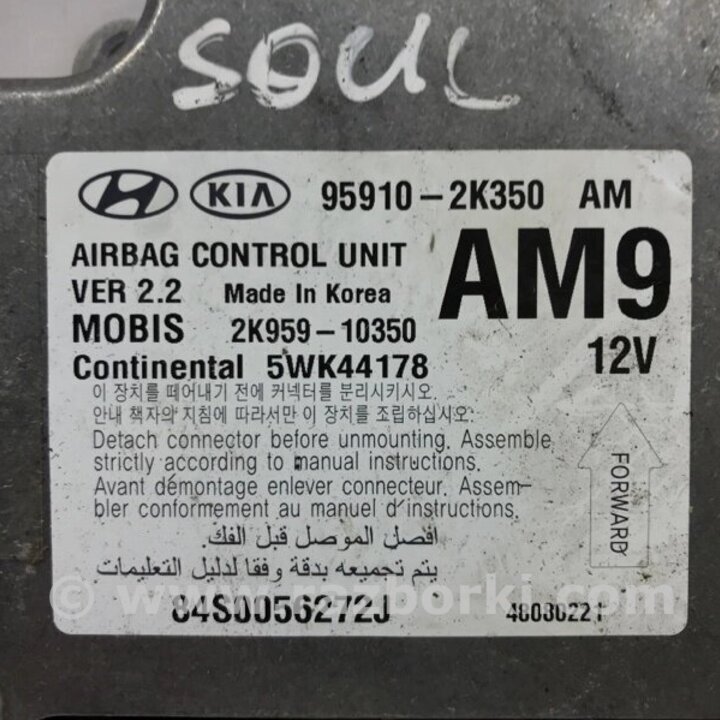 SOUL
KIA 95910-2K350 AM
AIRBAG CONTROL UNIT
AM9
VER 2.2 Made In Korea
MOBIS 2K959-10350
12V
Continental 5WK44178
이 장치를 떼어내기 전에 커넥터를 분리시키시오.
안내 책자의 지침에 따라서만 이 장치를 조립하십시오.
Detach connector before unmounting. Assemble
strictly according to manual instructions.
Avant démontage enlever connecteur. Assem-
bler conformement au manuel d'instructions.
FORWARD
افصل الموصل قبل الفك.
يتم تجميعه بدقة وفقا لدليل التعليمات
84S0056272J
48080221